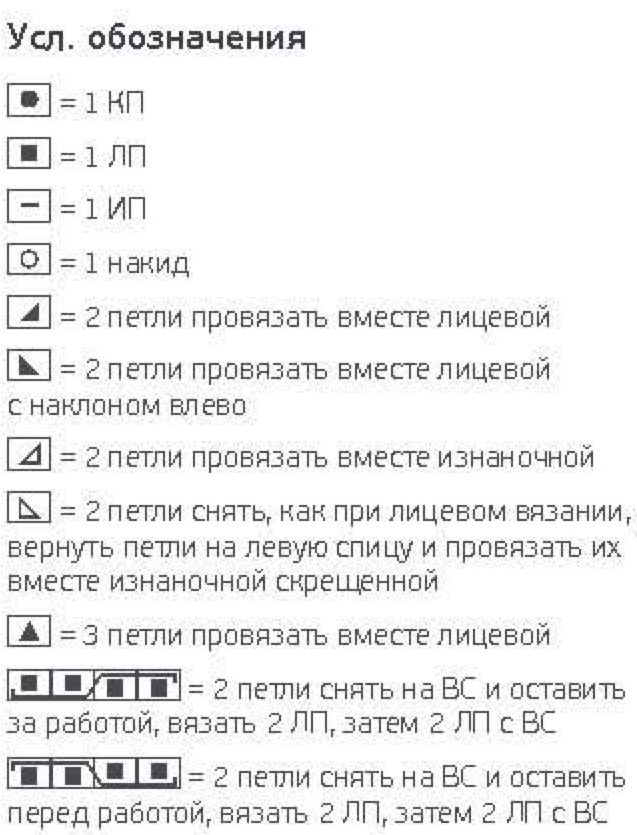 Усл. обозначения
= 1 КП
= 1 ЛП
= 1 ИП
= 1 накид
= 2 петли провязать вместе лицевой
= 2 петли провязать вместе лицевой
с наклоном влево
= 2 петли провязать вместе изнаночной
= 2 петли снять, как при лицевом вязании,
вернуть петли на левую спицу и провязать их
вместе изнаночной скрещенной
= 3 петли провязать вместе лицевой
= 2 петли снять на ВС и оставить
за работой, вязать 2 ЛП, затем 2 ЛП с ВС
= 2 петли снять на ВС и оставить
перед работой, вязать 2 ЛП, затем 2 ЛП с ВС